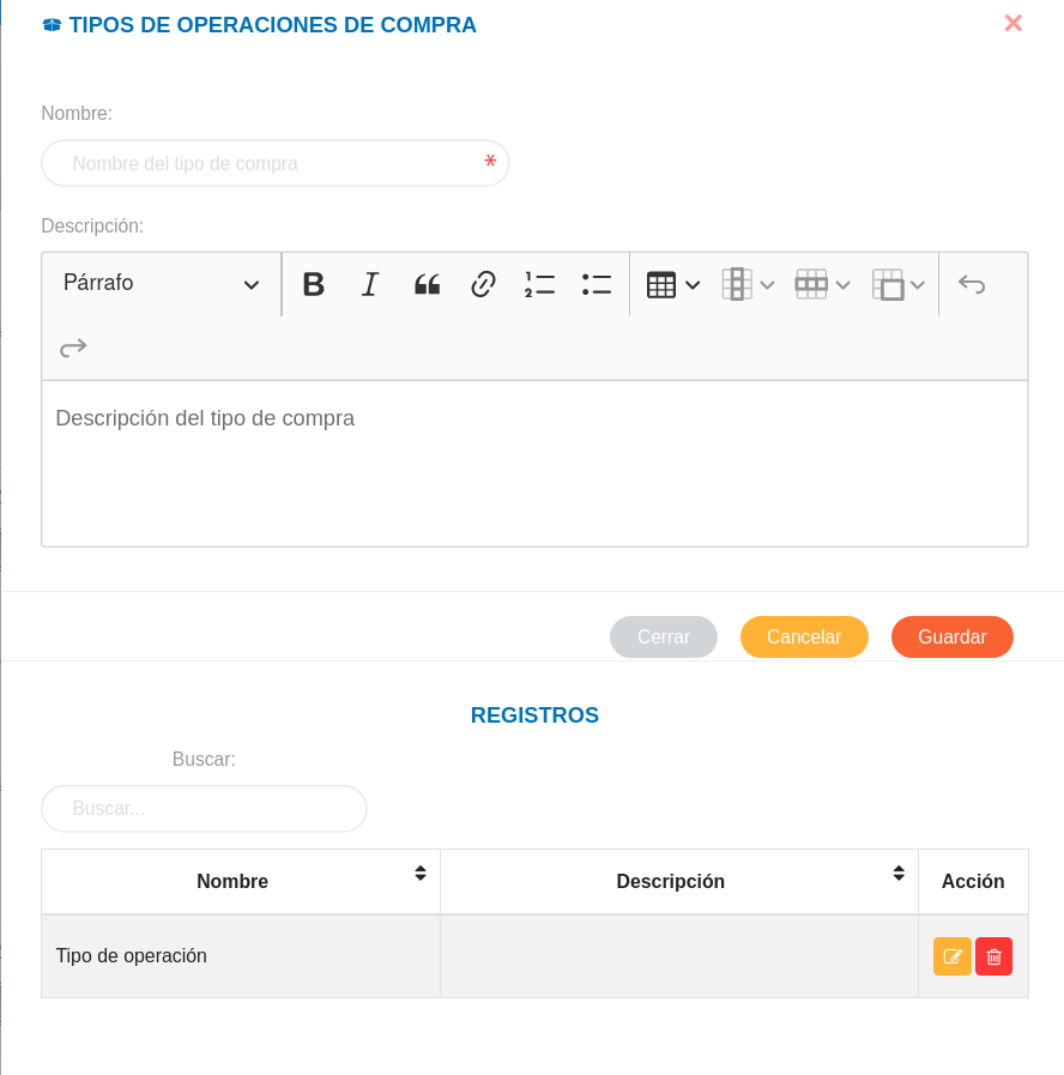 TIPOS DE OPERACIONES DE COMPRA
Nombre:
Nombre del tipo de compra *
Descripción:
Párrafo
Descripción del tipo de compra
Cerrar Cancelar Guardar
REGISTROS
Buscar:
Buscar...
Nombre Descripción Acción
Tipo de operación